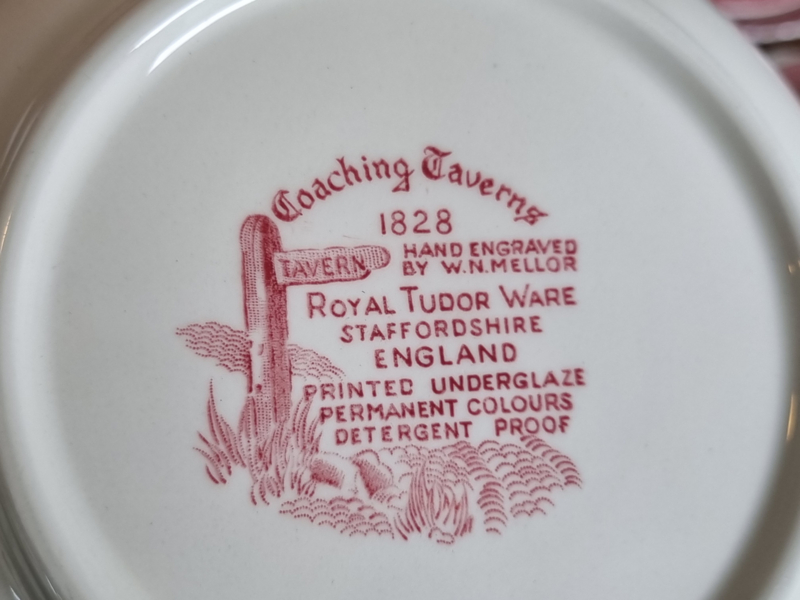 Coaching Taverns
1828
TAVERN
HAND ENGRAVED
BY W.N.MELLOR
ROYAL TUDOR WARE
STAFFORDSHIRE
ENGLAND
PRINTED UNDERGLAZE
PERMANENT COLOURS
DETERGENT PROOF